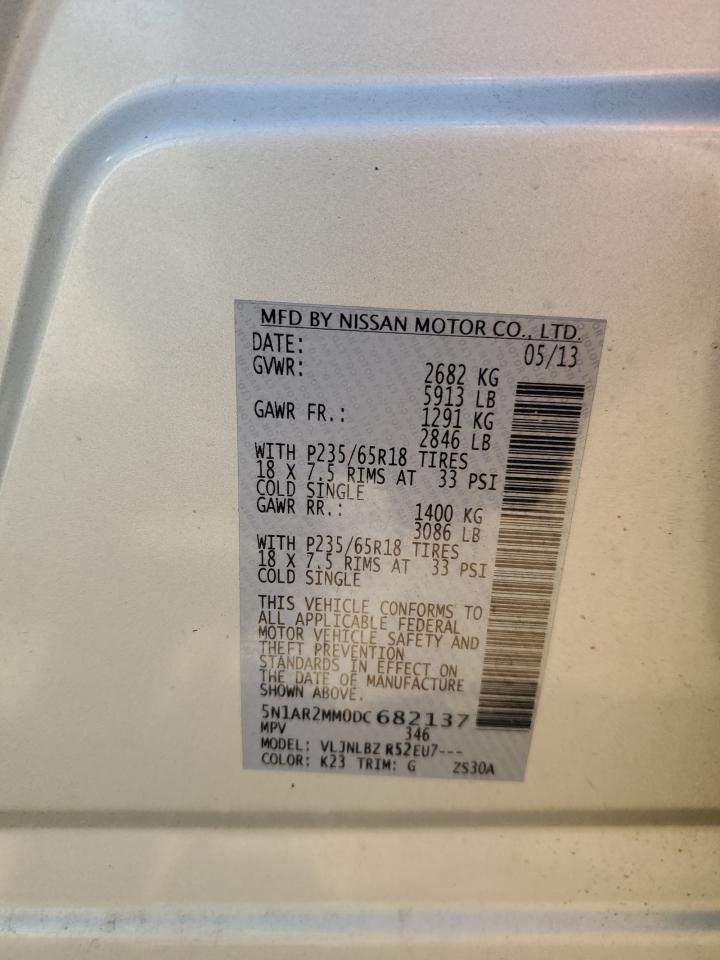 MFD BY NISSAN MOTOR CO., LTD.
DATE: 05/13
GVWR: 2682 KG
5913 LB
GAWR FR.: 1291 KG
2846 LB
WITH P235/65R18 TIRES
18 X 7.5 RIMS AT 33 PSI
COLD SINGLE
GAWR RR.: 1400 KG
3086 LB
WITH P235/65R18 TIRES
18 X 7.5 RIMS AT 33 PSI
COLD SINGLE
THIS VEHICLE CONFORMS TO
ALL APPLICABLE FEDERAL
MOTOR VEHICLE SAFETY AND
THEFT PREVENTION
STANDARDS IN EFFECT ON
THE DATE OF MANUFACTURE
SHOWN ABOVE.
5N1AR2MM0DC682137
MPV 346
MODEL: VLJNLBZ R52EU7---
COLOR: K23 TRIM: G ZS30A